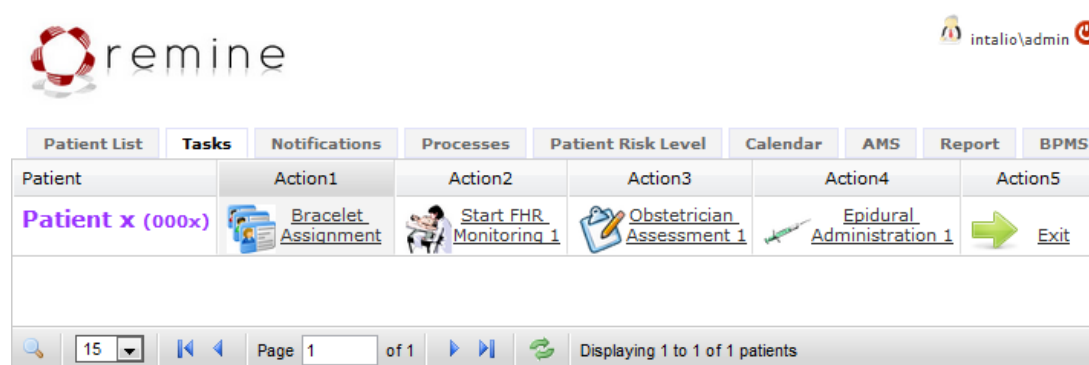 remine
intalio\admin
Patient List Tasks Notifications Processes Patient Risk Level Calendar AMS Report BPMS
Patient Action1 Action2 Action3 Action4 Action5
Patient x (000x) Bracelet Start FHR Obstetrician Epidural
Assignment Monitoring 1 Assessment 1 Administration 1 Exit
15 Page 1 of 1 Displaying 1 to 1 of 1 patients